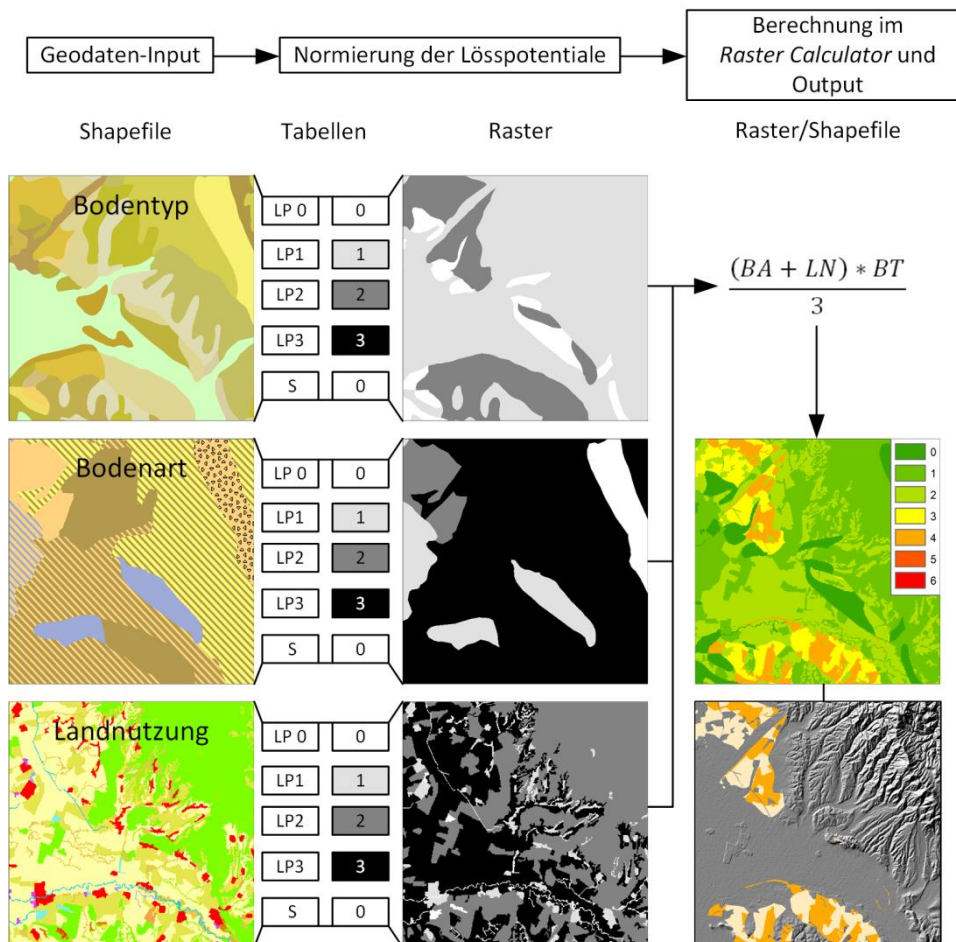 Geodaten-Input
Normierung der Lösspotentiale
Berechnung im
Raster Calculator und
Output
Shapefile
Tabellen
Raster
Raster/Shapefile
Bodentyp
LP 0 0
LP1 1
LP2 2
LP3 3
S 0
(BA + LN) * BT
3
Bodenart
LP 0 0
LP1 1
LP2 2
LP3 3
S 0
0
1
2
3
4
5
6
Landnutzung
LP 0 0
LP1 1
LP2 2
LP3 3
S 0